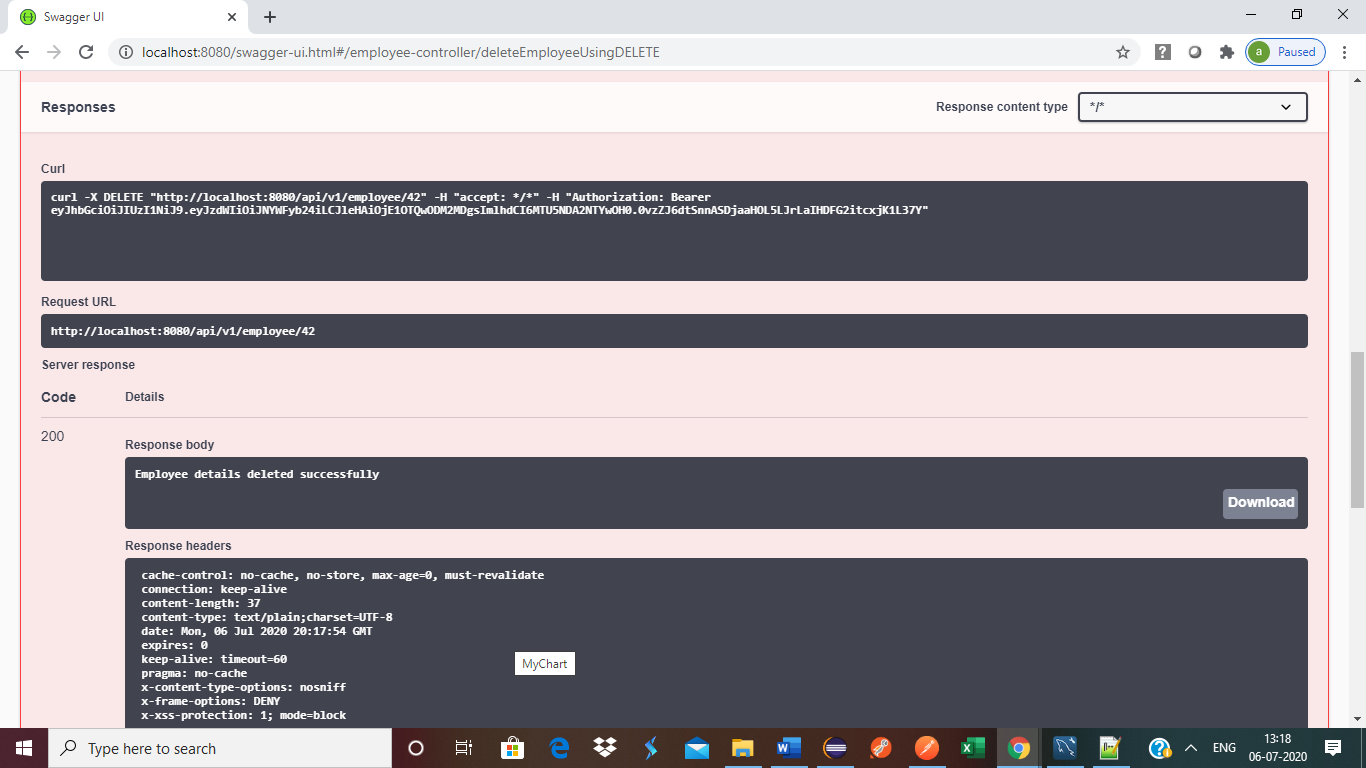 Swagger UI
localhost:8080/swagger-ui.html#/employee-controller/deleteEmployeeUsingDELETE
a Paused
Responses
Response content type */*
Curl
curl -X DELETE "http://localhost:8080/api/v1/employee/42" -H "accept: */*" -H "Authorization: Bearer
eyJhbGciOiJIUzI1NiJ9.eyJzdWIiOiJNYWFyb24iLCJleHAiOjE1OTQwODM2MDgsImlhdCI6MTU5NDA2NTYwOH0.0vzZJ6dtSnnASDjaaHOL5LJrLaIHDFG2itcxjK1L37Y"
Request URL
http://localhost:8080/api/v1/employee/42
Server response
Code Details
200
Response body
Employee details deleted successfully
Download
Response headers
cache-control: no-cache, no-store, max-age=0, must-revalidate
connection: keep-alive
content-length: 37
content-type: text/plain;charset=UTF-8
date: Mon, 06 Jul 2020 20:17:54 GMT
expires: 0
keep-alive: timeout=60
MyChart
pragma: no-cache
x-content-type-options: nosniff
x-frame-options: DENY
x-xss-protection: 1; mode=block
Type here to search
ENG
13:18
06-07-2020